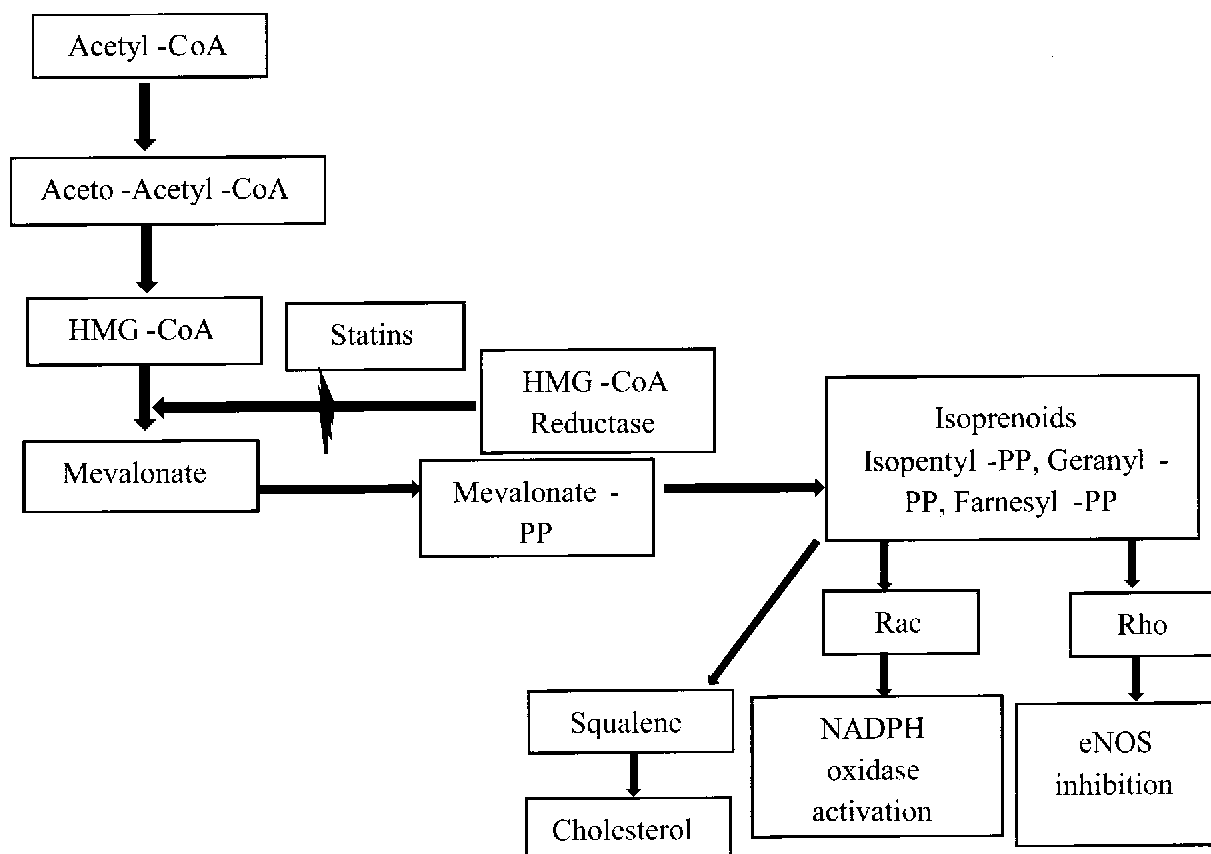 Acetyl -CoA
Aceto -Acetyl -CoA
HMG -CoA
Statins
HMG -CoA
Reductase
Mevalonate
Mevalonate -
PP
Isoprenoids
Isopentyl -PP, Geranyl -
PP, Farnesyl -PP
Rac
Rho
Squalene
NADPH
oxidase
activation
eNOS
inhibition
Cholesterol